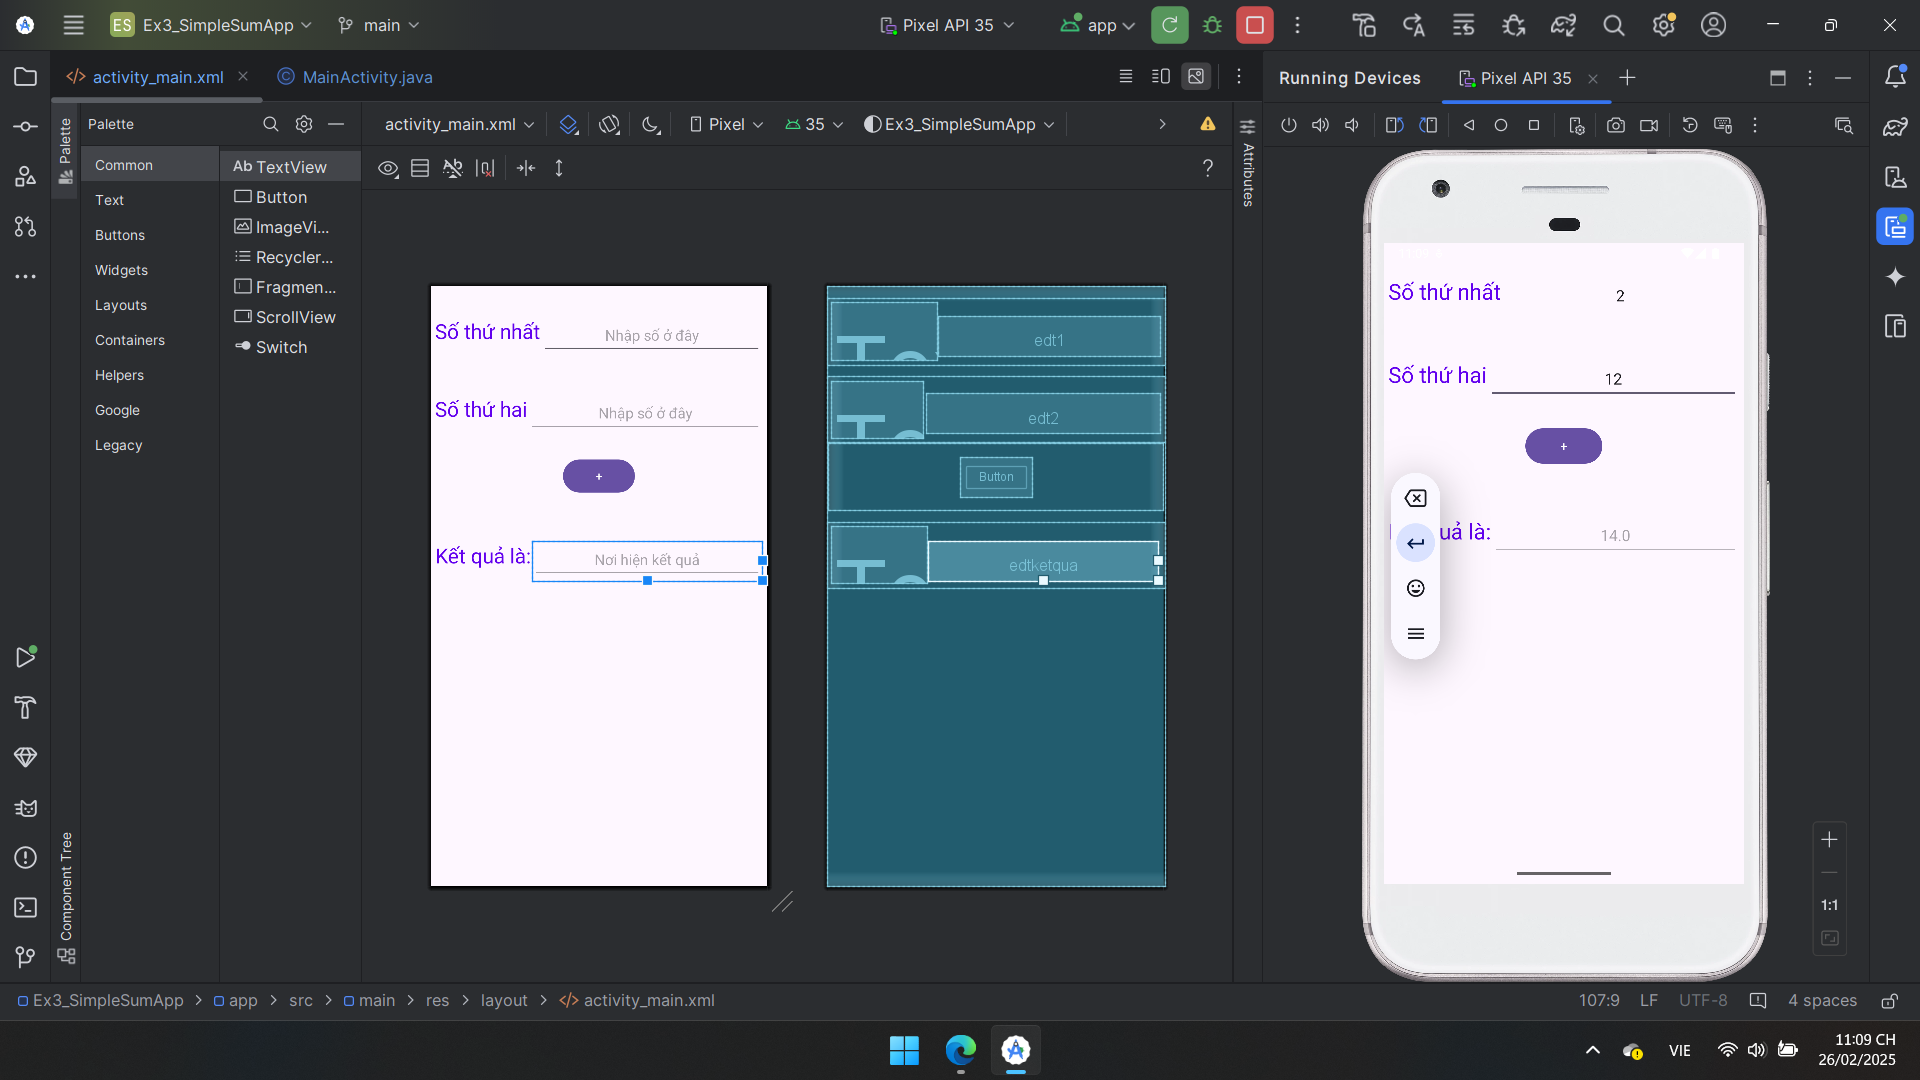 ES Ex3_SimpleSumApp main Pixel API 35 app
activity_main.xml MainActivity.java
Running Devices Pixel API 35
Palette
Palette
activity_main.xml Pixel 35 Ex3_SimpleSumApp
Attributes
Common
Text
Buttons
Widgets
Layouts
Containers
Helpers
Google
Legacy
Ab TextView
Button
ImageVi...
Recycler...
Fragmen...
ScrollView
Switch
Số thứ nhất Nhập số ở đây
Số thứ hai Nhập số ở đây
+
Kết quả là: Nơi hiện kết quả
edt1
edt2
Button
edtketqua
Số thứ nhất 2
Số thứ hai 12
+
uả là: 14.0
1:1
Component Tree
Ex3_SimpleSumApp > app > src > main > res > layout > activity_main.xml
107:9 LF UTF-8 4 spaces
VIE
11:09 CH
26/02/2025